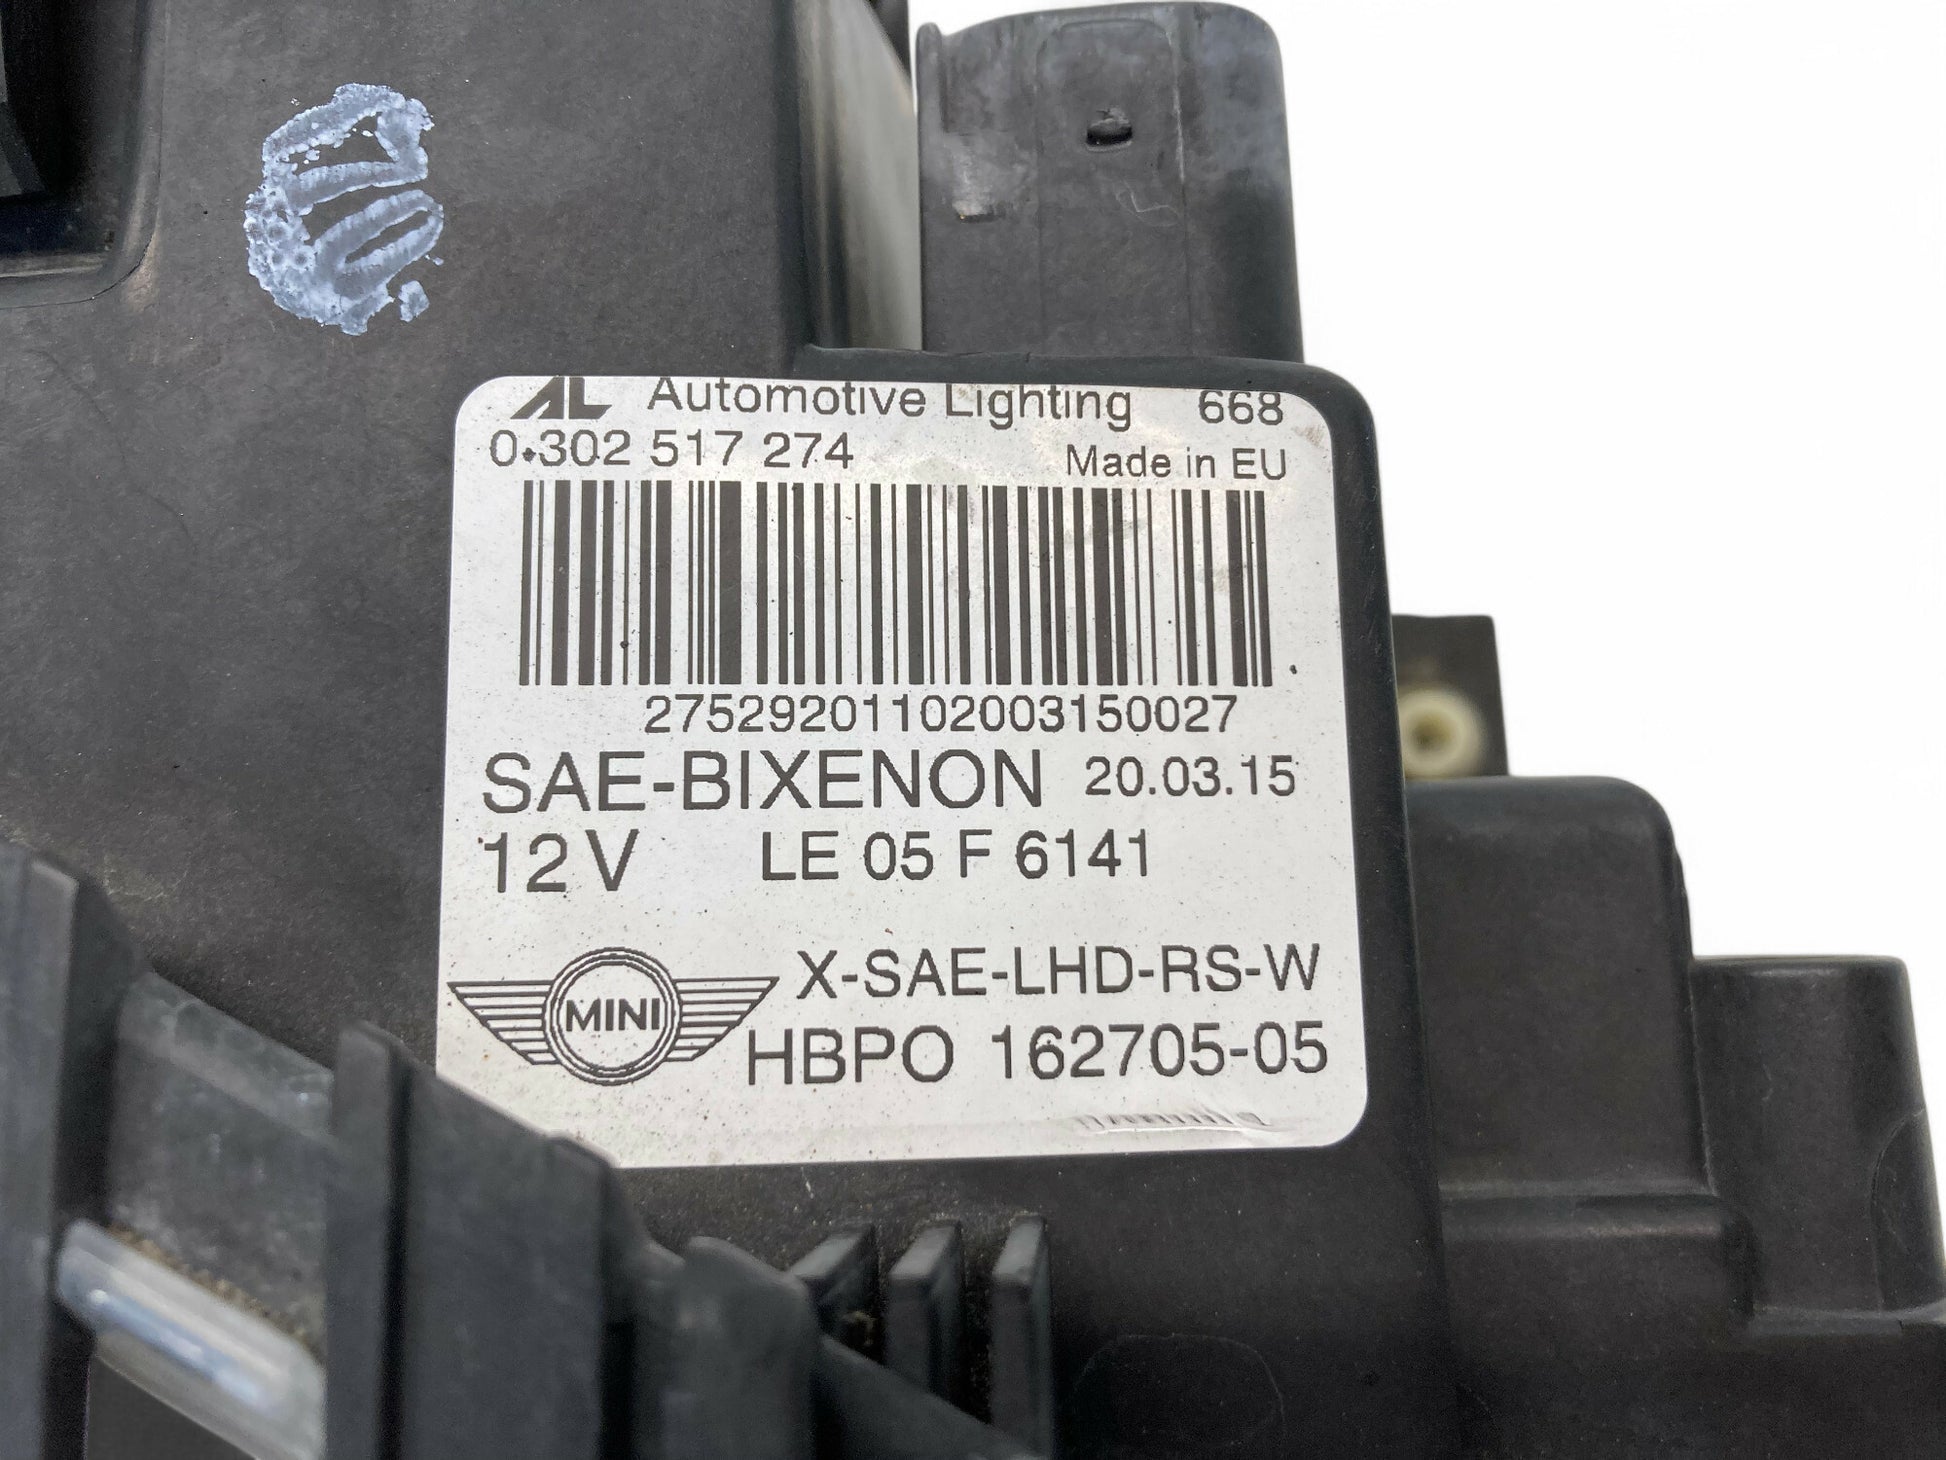 AL Automotive Lighting 668
0.302 517 274 Made in EU
27529201102003150027
SAE-BIXENON 20.03.15
12V LE 05 F 6141
X-SAE-LHD-RS-W
MINI
HBPO 162705-05